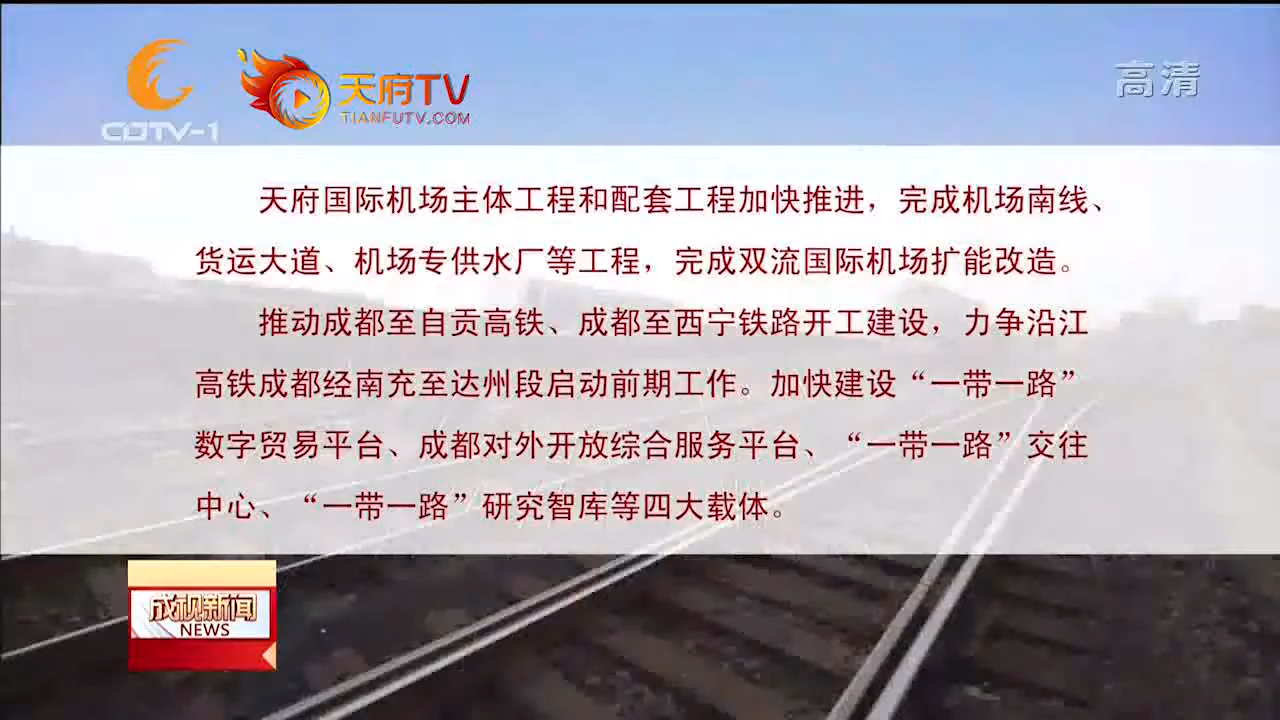 CDTV-1
天府TV
TIANFUTV.COM
高清
天府国际机场主体工程和配套工程加快推进，完成机场南线、
货运大道、机场专供水厂等工程，完成双流国际机场扩能改造。
推动成都至自贡高铁、成都至西宁铁路开工建设，力争沿江
高铁成都经南充至达州段启动前期工作。加快建设“一带一路”
数字贸易平台、成都对外开放综合服务平台、“一带一路”交往
中心、“一带一路”研究智库等四大载体。
成视新闻
NEWS